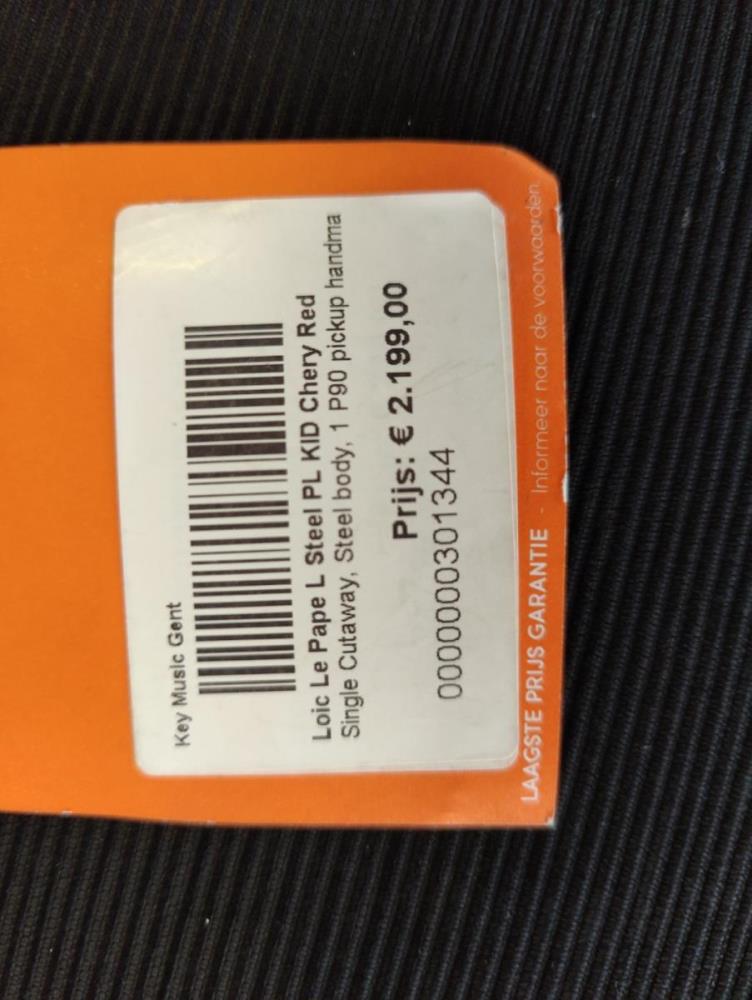 Key Music Gent
Loic Le Pape L Steel PL KID Chery Red
Single Cutaway, Steel body, 1 P90 pickup handma
Prijs: € 2.199,00
0000000301344
LAAGSTE PRIJS GARANTIE - Informeer naar de voorwaarden.